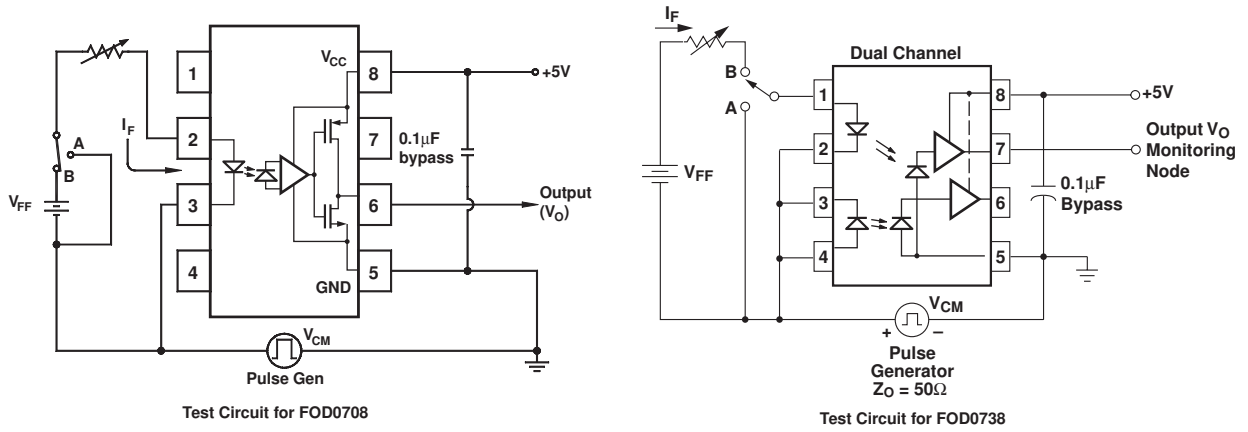 1
2
3
4
VCC
8
7
6
5
GND
+5V
0.1μF
bypass
Output
(VO)
IF
A
B
VFF
VCM
Pulse Gen
Test Circuit for FOD0708
IF
Dual Channel
B
A
VFF
1
2
3
4
8
7
6
5
+5V
Output VO
Monitoring
Node
0.1μF
Bypass
VCM
+ –
Pulse
Generator
ZO = 50Ω
Test Circuit for FOD0738